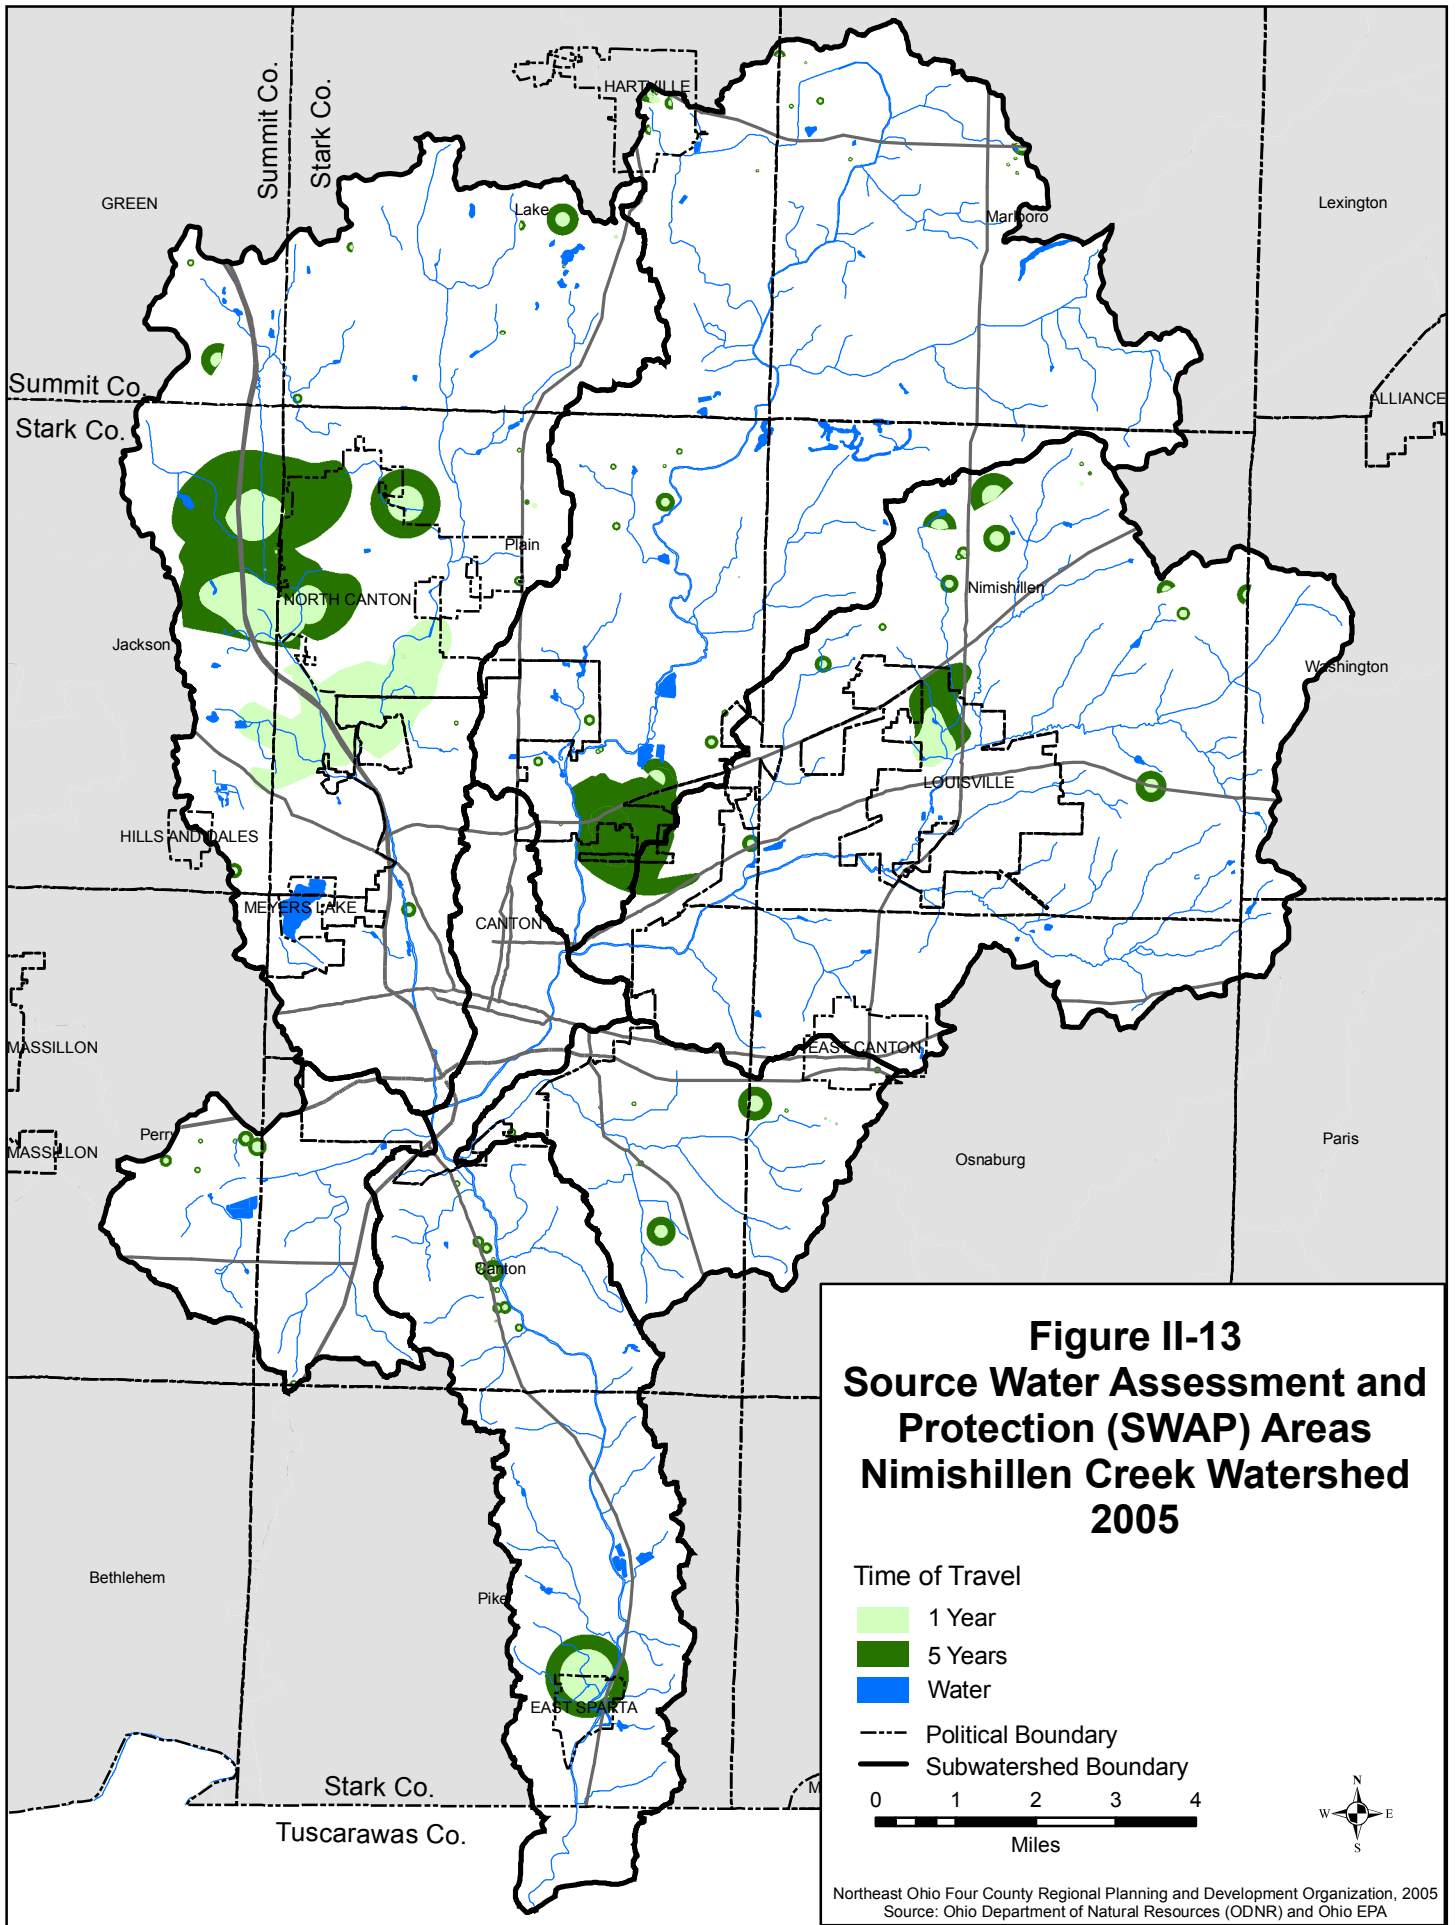 HARTVILLE
Summit Co.
Stark Co.
GREEN
Lake
Marlboro
Lexington
Summit Co.
Stark Co.
ALLIANCE
Plain
NORTH CANTON
Nimishillen
Jackson
Washington
LOUISVILLE
HILLS AND DALES
MEYERS LAKE
CANTON
MASSILLON
EAST CANTON
Perry
MASSILLON
Paris
Osnaburg
Canton
Bethlehem
Pike
EAST SPARTA
Stark Co.
M
Tuscarawas Co.
Figure II-13
Source Water Assessment and
Protection (SWAP) Areas
Nimishillen Creek Watershed
2005
Time of Travel
1 Year
5 Years
Water
Political Boundary
Subwatershed Boundary
0 1 2 3 4
Miles
N
W E
S
Northeast Ohio Four County Regional Planning and Development Organization, 2005
Source: Ohio Department of Natural Resources (ODNR) and Ohio EPA